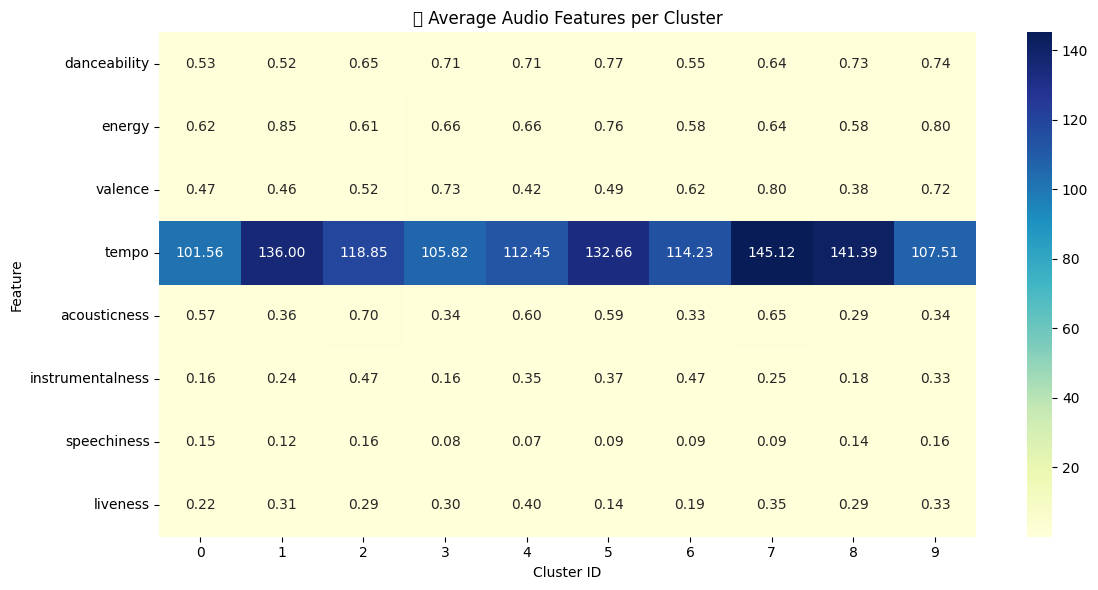 ▯ Average Audio Features per Cluster
danceability 0.53 0.52 0.65 0.71 0.71 0.77 0.55 0.64 0.73 0.74
energy 0.62 0.85 0.61 0.66 0.66 0.76 0.58 0.64 0.58 0.80
valence 0.47 0.46 0.52 0.73 0.42 0.49 0.62 0.80 0.38 0.72
tempo 101.56 136.00 118.85 105.82 112.45 132.66 114.23 145.12 141.39 107.51
acousticness 0.57 0.36 0.70 0.34 0.60 0.59 0.33 0.65 0.29 0.34
instrumentalness 0.16 0.24 0.47 0.16 0.35 0.37 0.47 0.25 0.18 0.33
speechiness 0.15 0.12 0.16 0.08 0.07 0.09 0.09 0.09 0.14 0.16
liveness 0.22 0.31 0.29 0.30 0.40 0.14 0.19 0.35 0.29 0.33
0 1 2 3 4 5 6 7 8 9
Cluster ID
Feature
140
120
100
80
60
40
20